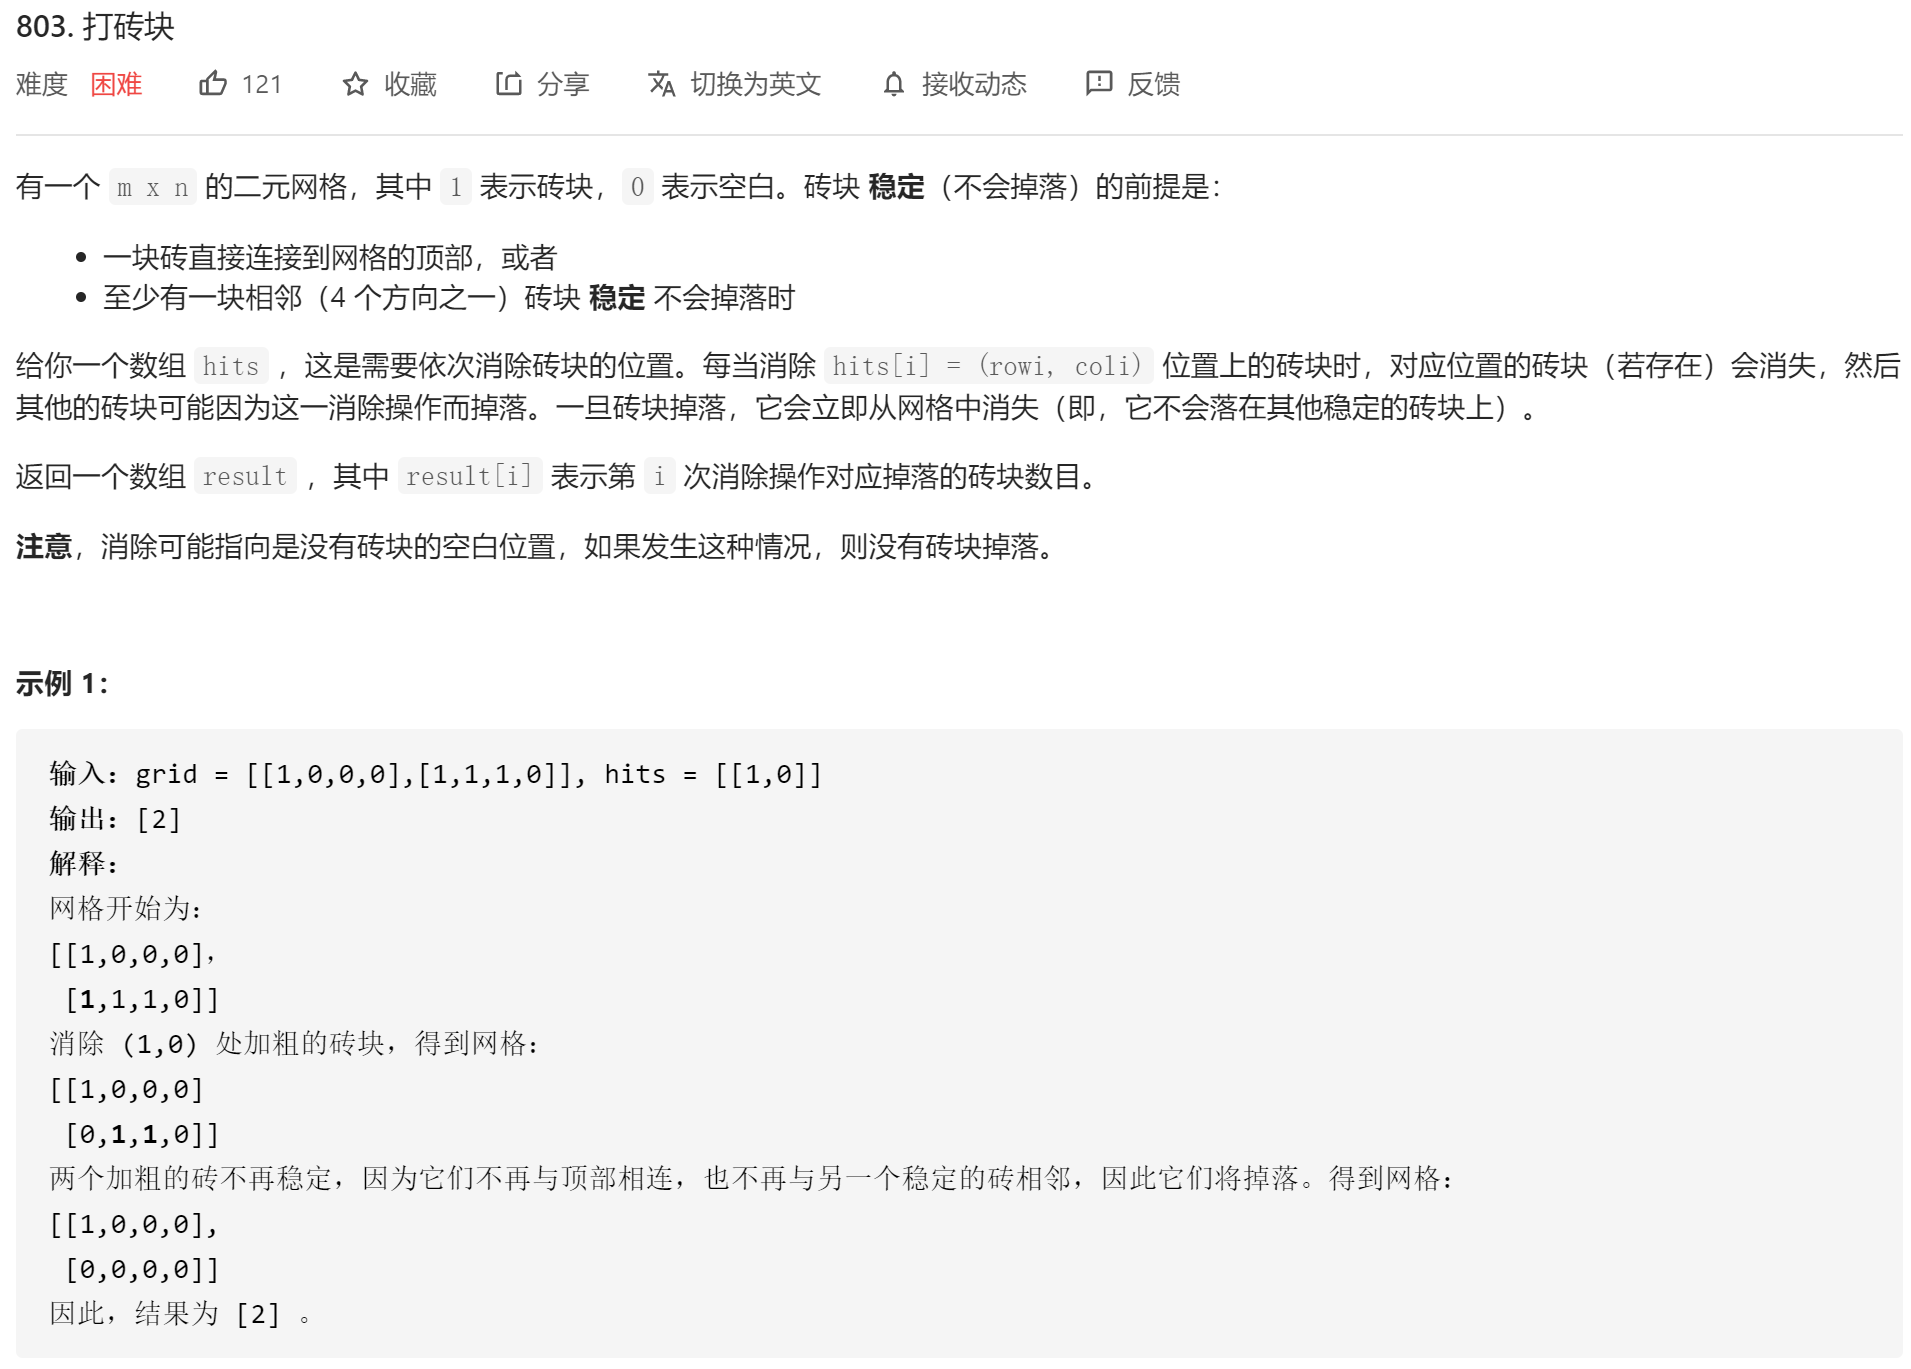 803. 打砖块
难度 困难 121 收藏 分享 切换为英文 接收动态 反馈
有一个 m x n 的二元网格，其中 1 表示砖块，0 表示空白。砖块 稳定（不会掉落）的前提是：
• 一块砖直接连接到网格的顶部，或者
• 至少有一块相邻（4 个方向之一）砖块 稳定 不会掉落时
给你一个数组 hits ，这是需要依次消除砖块的位置。每当消除 hits[i] = (rowi, coli) 位置上的砖块时，对应位置的砖块（若存在）会消失，然后
其他的砖块可能因为这一消除操作而掉落。一旦砖块掉落，它会立即从网格中消失（即，它不会落在其他稳定的砖块上）。
返回一个数组 result ，其中 result[i] 表示第 i 次消除操作对应掉落的砖块数目。
注意，消除可能指向是没有砖块的空白位置，如果发生这种情况，则没有砖块掉落。
示例 1：
输入：grid = [[1,0,0,0],[1,1,1,0]], hits = [[1,0]]
输出：[2]
解释：
网格开始为：
[[1,0,0,0]，
[1,1,1,0]]
消除 (1,0) 处加粗的砖块，得到网格：
[[1,0,0,0]
[0,1,1,0]]
两个加粗的砖不再稳定，因为它们不再与顶部相连，也不再与另一个稳定的砖相邻，因此它们将掉落。得到网格：
[[1,0,0,0],
[0,0,0,0]]
因此，结果为 [2] 。